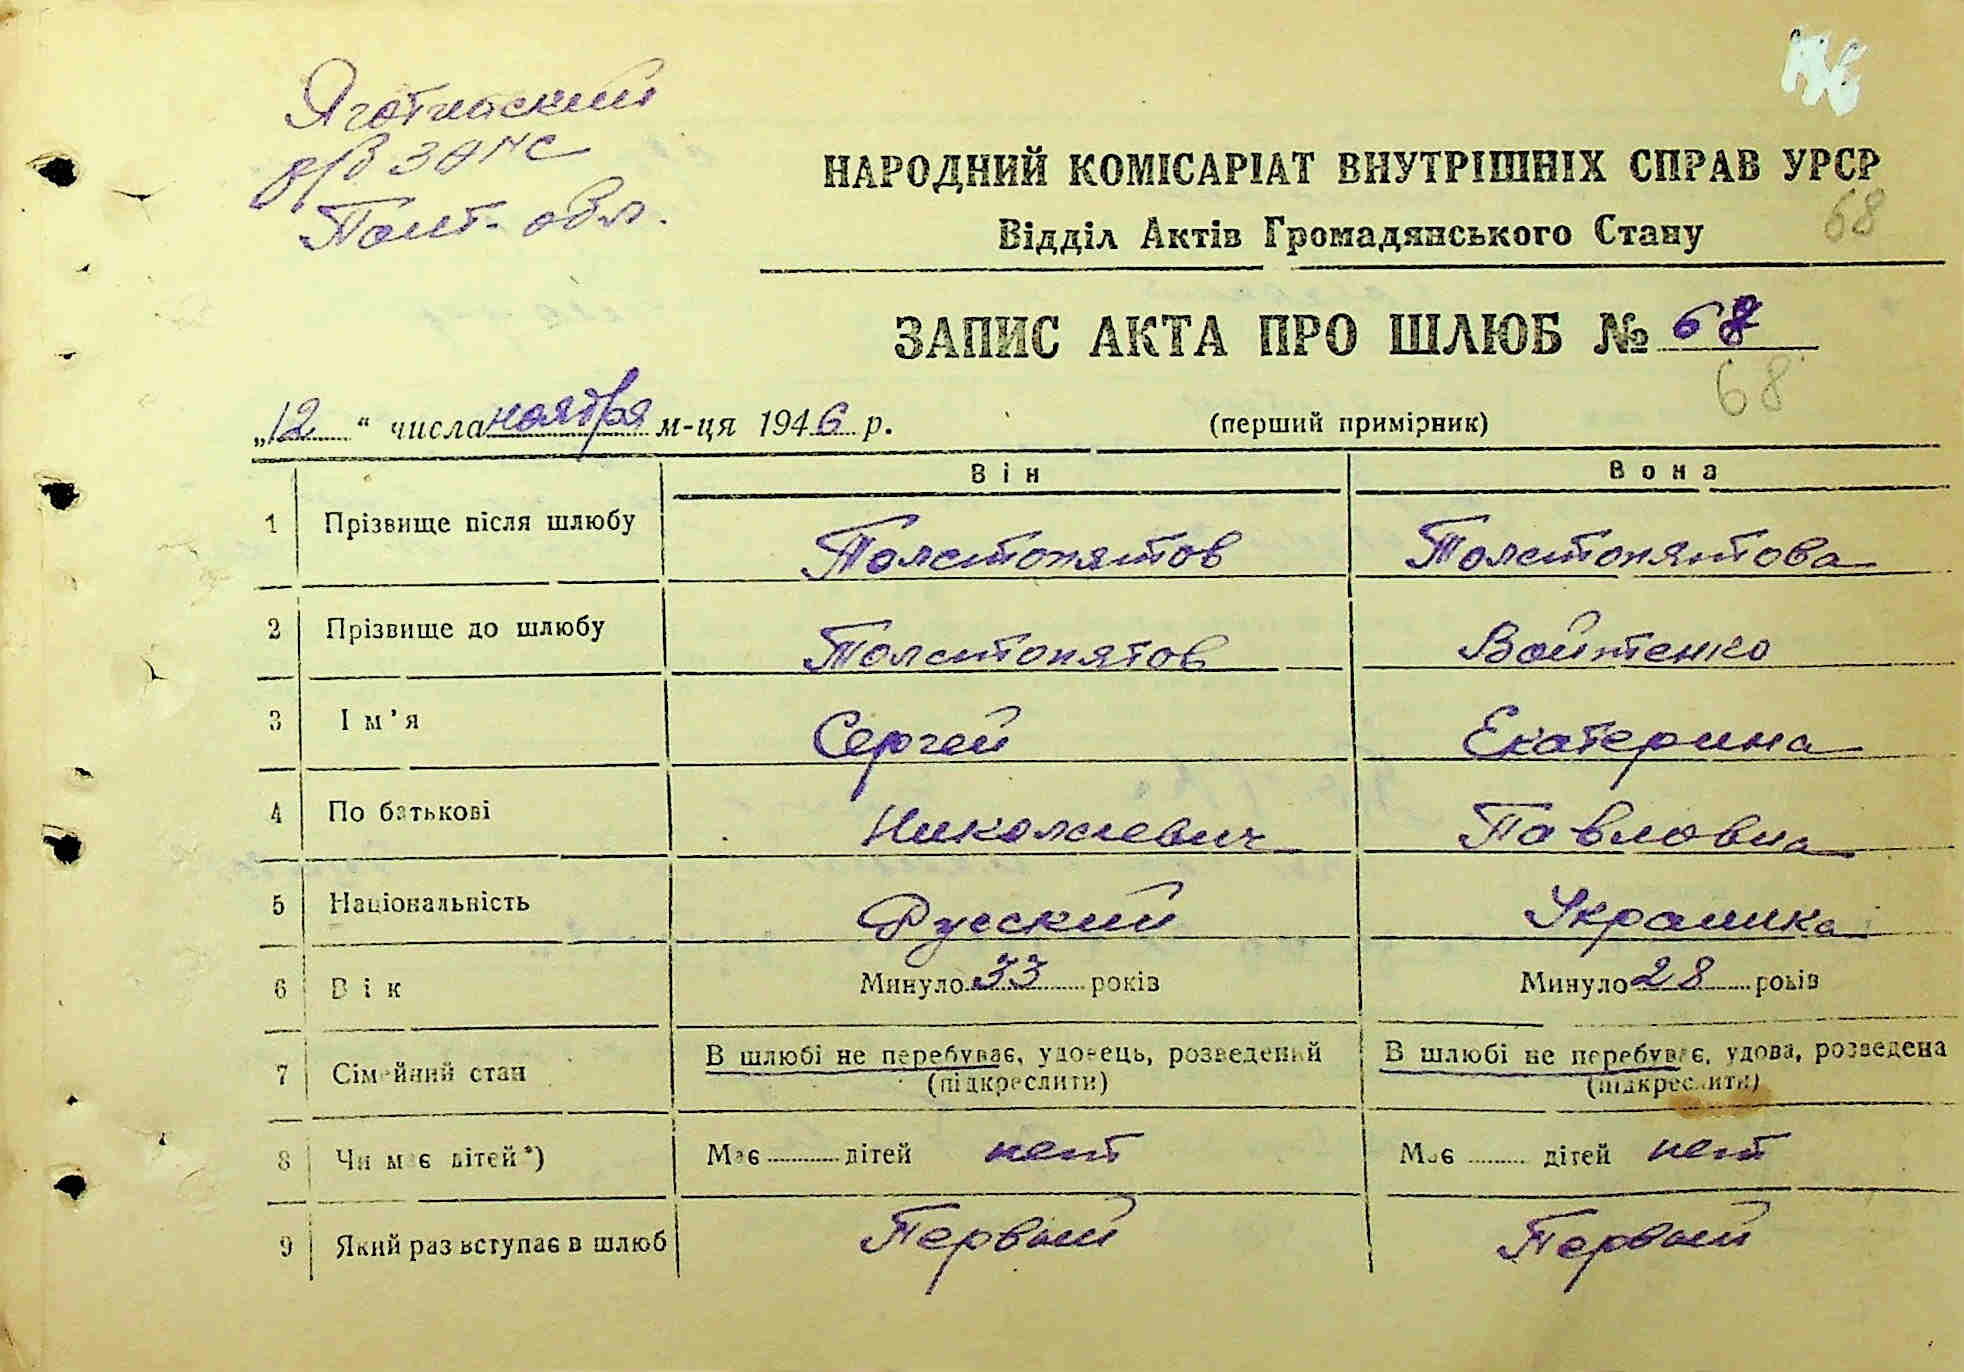 Яготинский
р/б ЗАГС
Полт. обл.
НАРОДНИЙ КОМІСАРІАТ ВНУТРІШНІХ СПРАВ УРСР
68
Відділ Актів Громадянського Стану
ЗАПИС АКТА ПРО ШЛЮБ № 68
68
„12“ числа ноября м-ця 1946 р. (перший примірник)
Він Вона
1 Прізвище після шлюбу Толстопятов Толстопятова
2 Прізвище до шлюбу Толстопятов Войтенко
3 Ім'я Сергей Екатерина
4 По батькові Николаевич Павловна
5 Національність Русский Украинка
6 Вік Минуло 33 років Минуло 28 років
7 Сімейний стан В шлюбі не перебуває, удовець, розведений В шлюбі не перебуває, удова, розведена
(підкреслити) (підкреслити)
8 Чи має дітей*) Має ........ дітей нет Має ........ дітей нет
9 Який раз вступає в шлюб Первый Первый